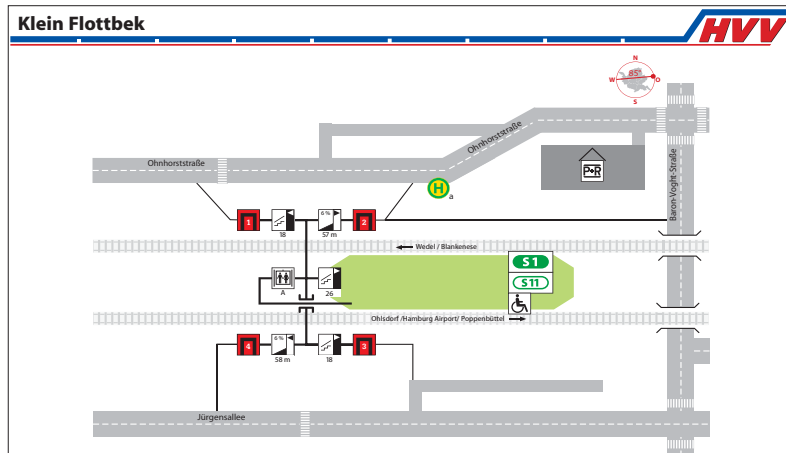 Klein Flottbek
HVV
N
W 85° O
S
Ohnhorststraße
Ohnhorststraße
P+R
Baron-Voght-Straße
H
a
1
18
6 %
57 m
2
Wedel / Blankenese
S1
S11
A
26
Ohlsdorf /Hamburg Airport/ Poppenbüttel
4
6 %
58 m
18
3
Jürgensallee